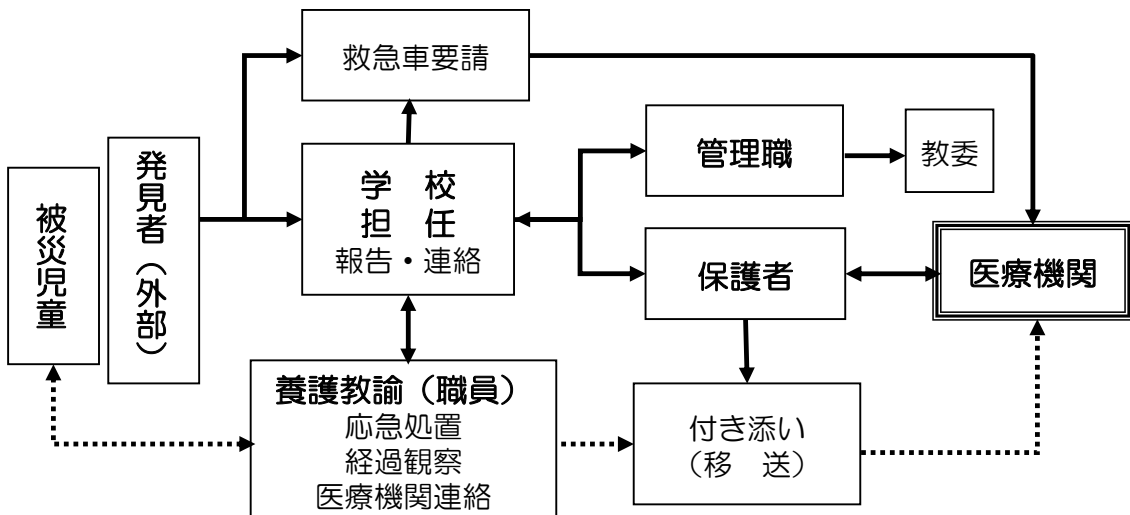 救急車要請
被災児童
発見者（外部）
学　校
担　任
報告・連絡
管理職
教委
保護者
医療機関
養護教諭（職員）
応急処置
経過観察
医療機関連絡
付き添い
（移　送）